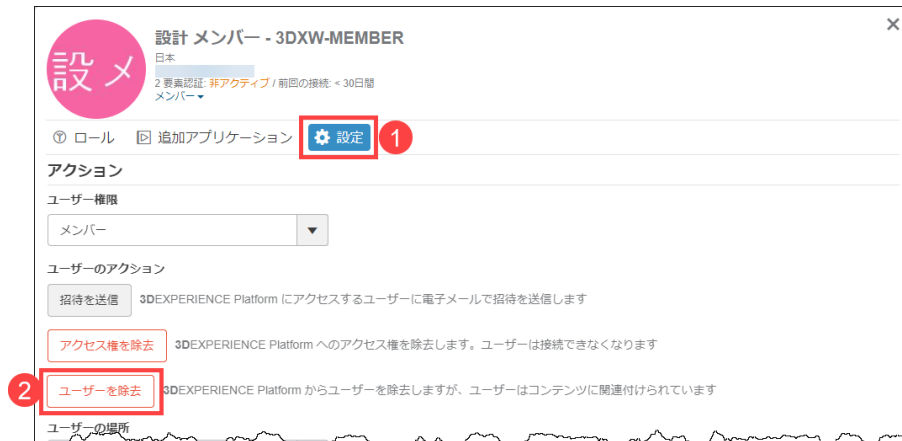 ×
設計 メンバー - 3DXW-MEMBER
設 メ
日本
2 要素認証: 非アクティブ / 前回の接続: < 30日間
メンバー
ロール 追加アプリケーション 設定 1
アクション
ユーザー権限
メンバー
ユーザーのアクション
招待を送信 3DEXPERIENCE Platform にアクセスするユーザーに電子メールで招待を送信します
アクセス権を除去 3DEXPERIENCE Platform へのアクセス権を除去します。ユーザーは接続できなくなります
2 ユーザーを除去 3DEXPERIENCE Platform からユーザーを除去しますが、ユーザーはコンテンツに関連付けられています
ユーザーの場所